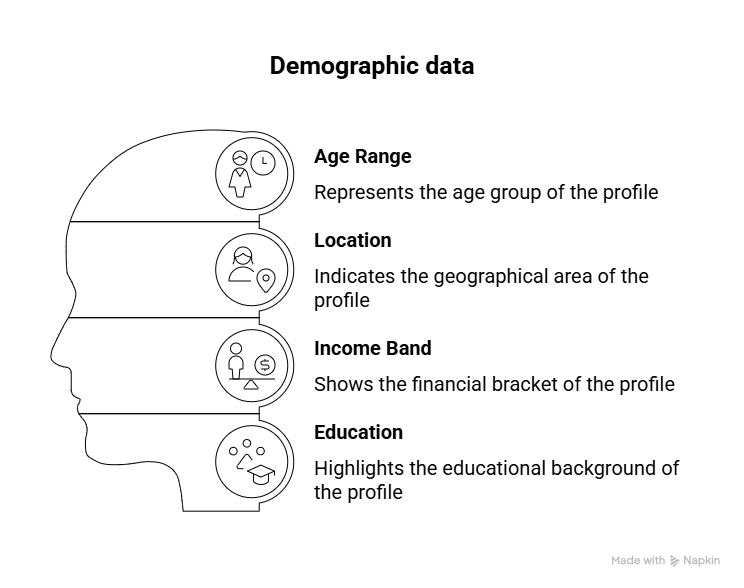 Demographic data
Age Range
Represents the age group of the profile
Location
Indicates the geographical area of the
profile
Income Band
$
Shows the financial bracket of the profile
Education
Highlights the educational background of
the profile
Made with Napkin